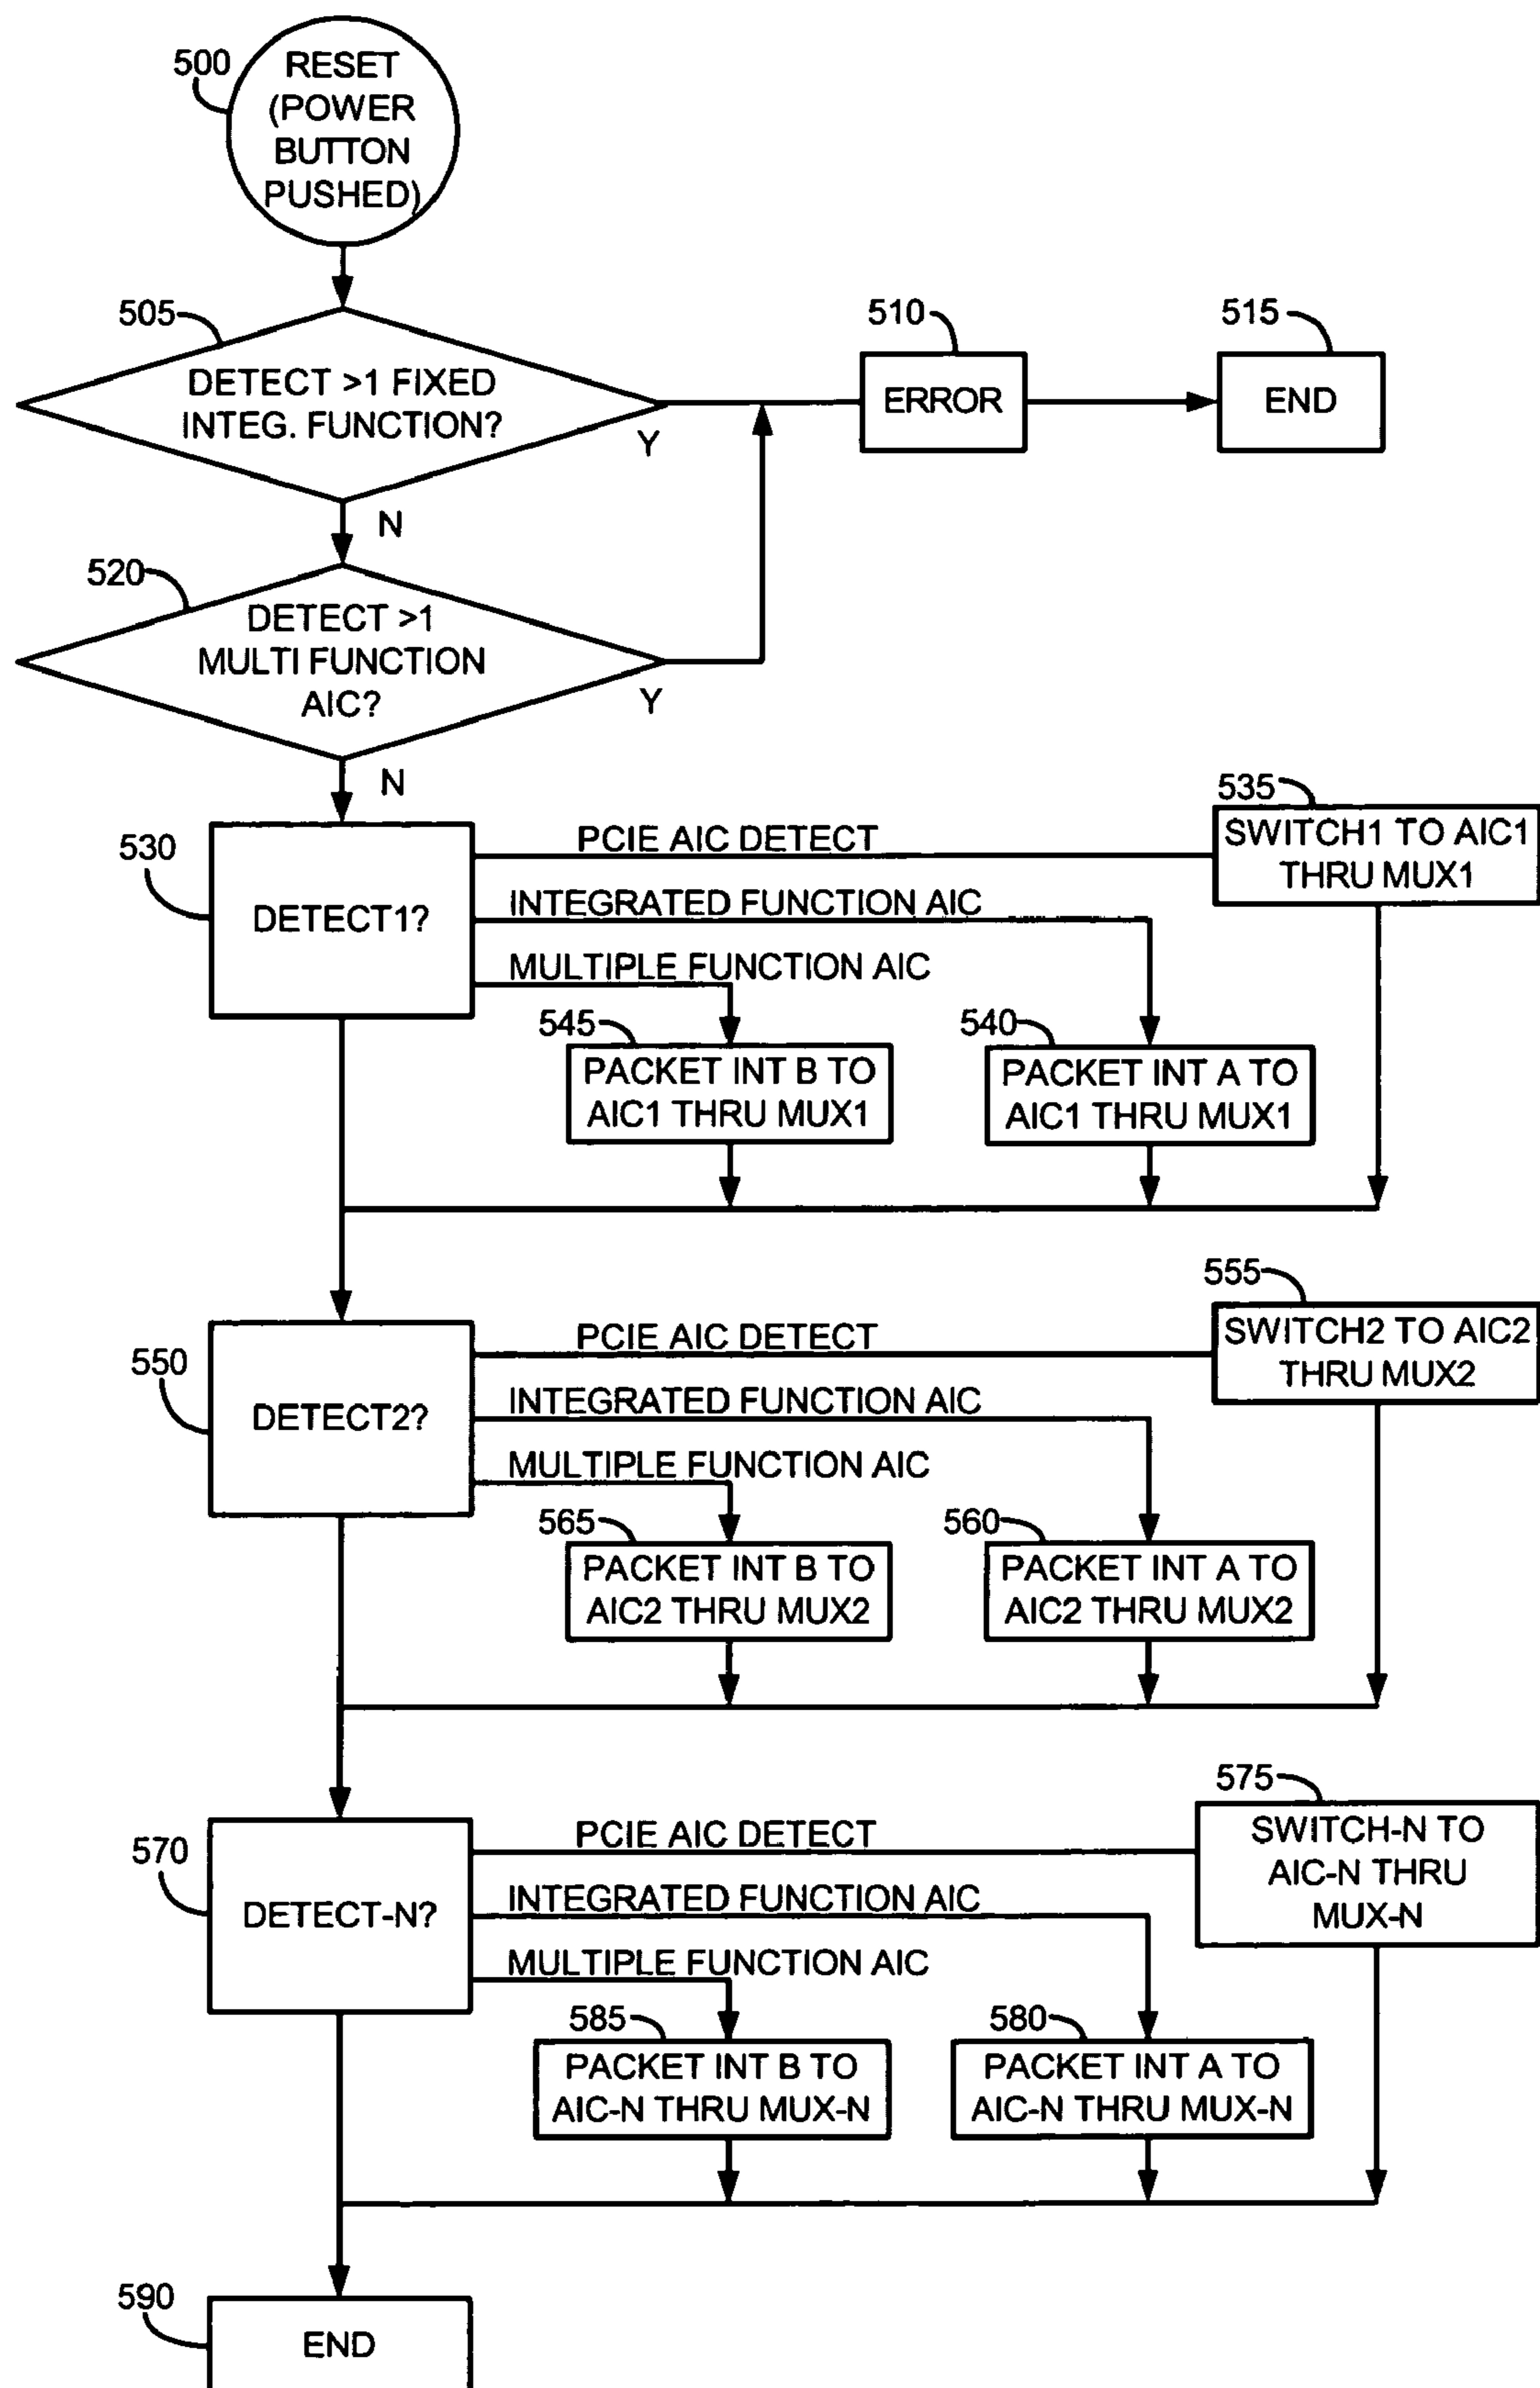 500
RESET
(POWER
BUTTON
PUSHED)
505
DETECT >1 FIXED
INTEG. FUNCTION?
Y
N
510
ERROR
515
END
520
DETECT >1
MULTI FUNCTION
AIC?
Y
N
530
DETECT1?
PCIE AIC DETECT
INTEGRATED FUNCTION AIC
MULTIPLE FUNCTION AIC
535
SWITCH1 TO AIC1
THRU MUX1
545
PACKET INT B TO
AIC1 THRU MUX1
540
PACKET INT A TO
AIC1 THRU MUX1
550
DETECT2?
PCIE AIC DETECT
INTEGRATED FUNCTION AIC
MULTIPLE FUNCTION AIC
555
SWITCH2 TO AIC2
THRU MUX2
565
PACKET INT B TO
AIC2 THRU MUX2
560
PACKET INT A TO
AIC2 THRU MUX2
570
DETECT-N?
PCIE AIC DETECT
INTEGRATED FUNCTION AIC
MULTIPLE FUNCTION AIC
575
SWITCH-N TO
AIC-N THRU
MUX-N
585
PACKET INT B TO
AIC-N THRU MUX-N
580
PACKET INT A TO
AIC-N THRU MUX-N
590
END